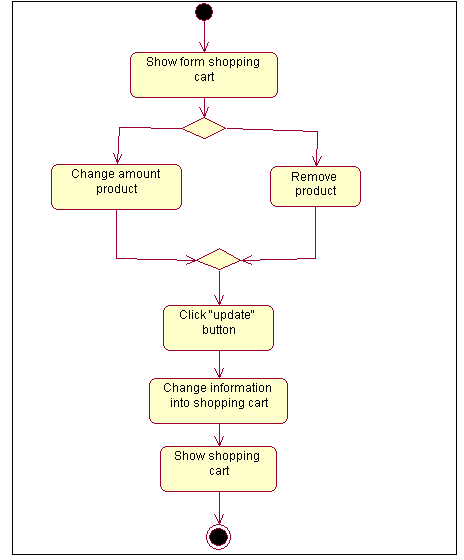 Show form shopping
cart
Change amount
product
Remove
product
Click "update"
button
Change information
into shopping cart
Show shopping
cart